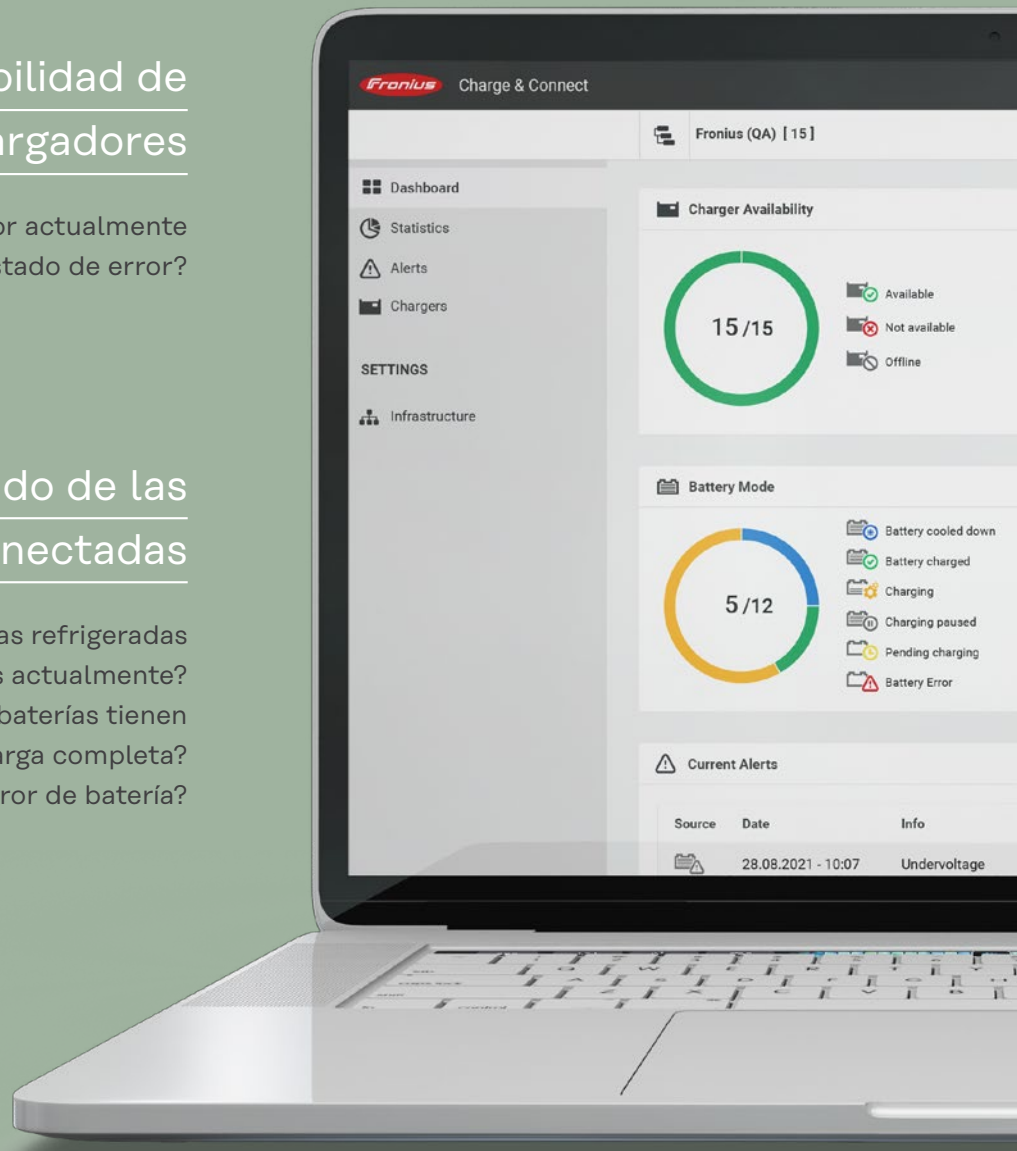 bilidad de
argadores
or actualmente
stado de error?
do de las
nectadas
as refrigeradas
s actualmente?
baterías tienen
arga completa?
ror de batería?
Fronius Charge & Connect
Fronius (QA) [ 15 ]
Dashboard
Statistics
Alerts
Chargers
SETTINGS
Infrastructure
Charger Availability
15/15
Available
Not available
Offline
Battery Mode
5/12
Battery cooled down
Battery charged
Charging
Charging paused
Pending charging
Battery Error
Current Alerts
Source Date Info
28.08.2021 - 10:07 Undervoltage